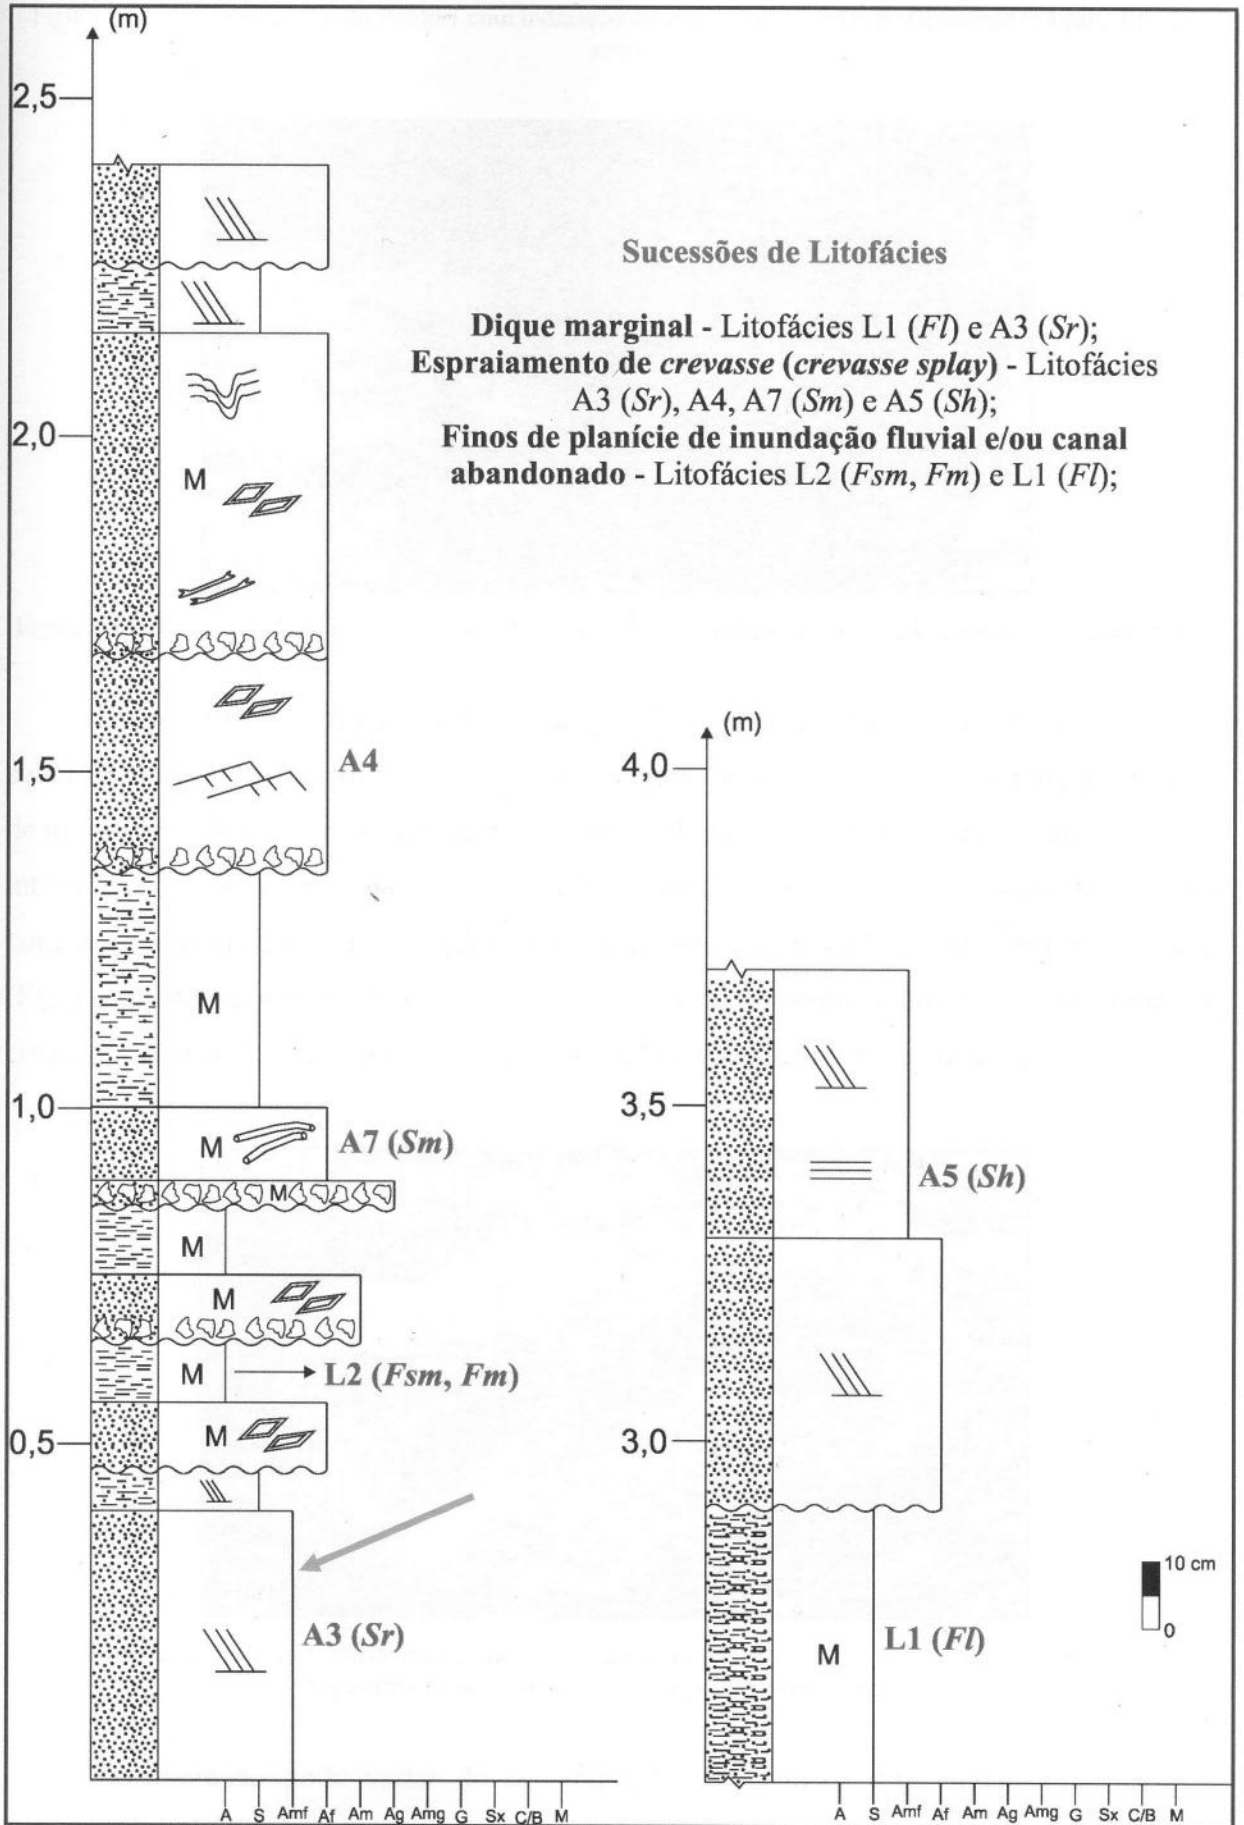 (m)
2,5
Sucessões de Litofácies
Dique marginal - Litofácies L1 (Fl) e A3 (Sr);
Espraiamento de crevasse (crevasse splay) - Litofácies
A3 (Sr), A4, A7 (Sm) e A5 (Sh);
Finos de planície de inundação fluvial e/ou canal
abandonado - Litofácies L2 (Fsm, Fm) e L1 (Fl);
2,0
M
1,5
A4
M
1,0
M
A7 (Sm)
M
M
M
M
L2 (Fsm, Fm)
0,5
M
A3 (Sr)
A S Amf Af Am Ag Amg G Sx C/B M
(m)
4,0
3,5
A5 (Sh)
3,0
M
L1 (Fl)
10 cm
0
A S Amf Af Am Ag Amg G Sx C/B M